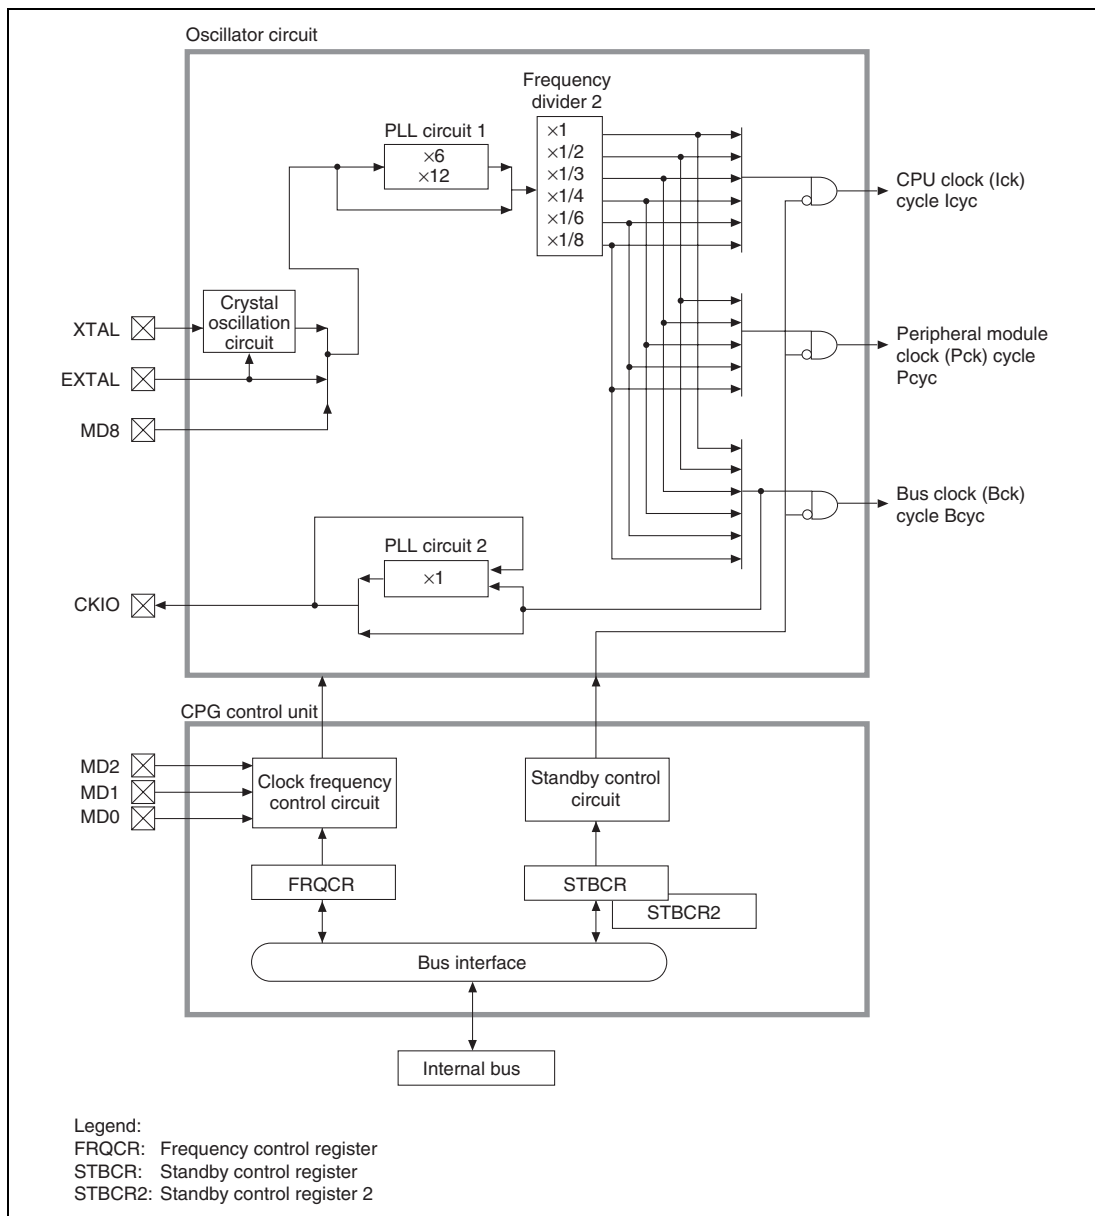 Oscillator circuit
Frequency
divider 2
PLL circuit 1
×6
×12
×1
×1/2
×1/3
×1/4
×1/6
×1/8
CPU clock (Ick)
cycle Icyc
Crystal
oscillation
circuit
XTAL
EXTAL
MD8
Peripheral module
clock (Pck) cycle
Pcyc
Bus clock (Bck)
cycle Bcyc
PLL circuit 2
×1
CKIO
CPG control unit
MD2
MD1
MD0
Clock frequency
control circuit
Standby control
circuit
FRQCR
STBCR
STBCR2
Bus interface
Internal bus
Legend:
FRQCR: Frequency control register
STBCR: Standby control register
STBCR2: Standby control register 2